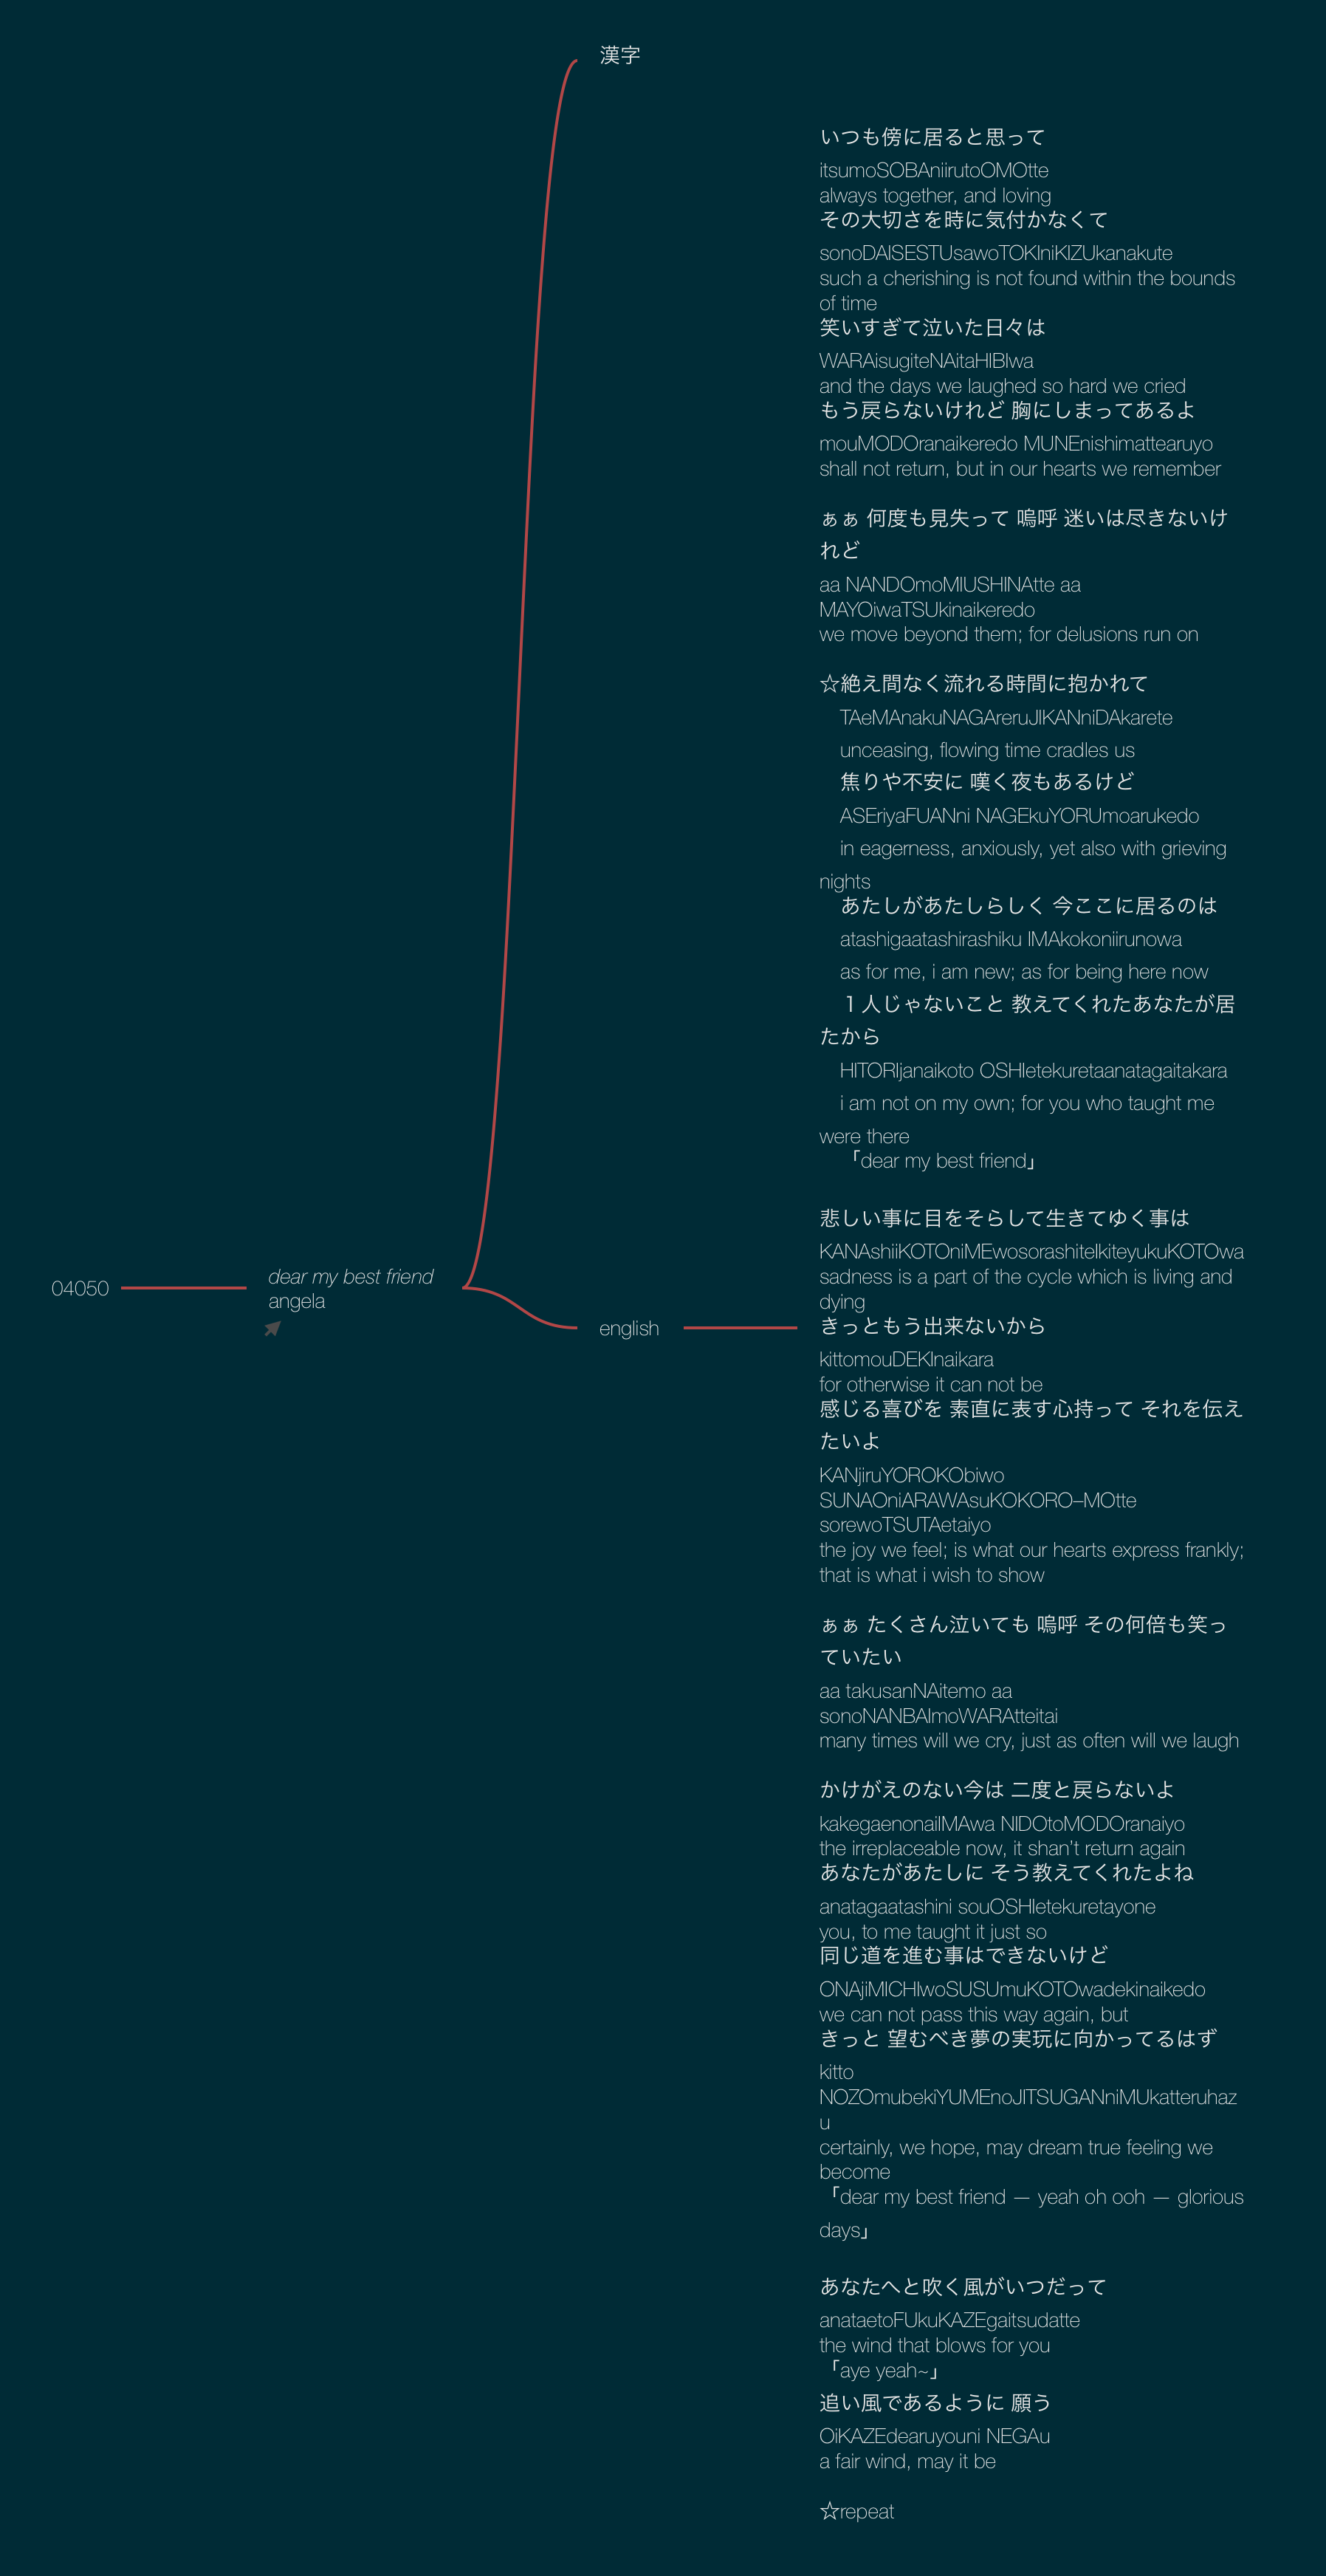 漢字
いつも傍に居ると思って
itsumoSOBAniirutoOMOtte
always together, and loving
その大切さを時に気付かなくて
sonoDAISESTUsawoTOKIniKIZUkanakute
such a cherishing is not found within the bounds
of time
笑いすぎて泣いた日々は
WARAisugiteNAitaHIBIwa
and the days we laughed so hard we cried
もう戻らないけれど 胸にしまってあるよ
mouMODOranaikeredo MUNEnishimattearuyo
shall not return, but in our hearts we remember
ぁぁ 何度も見失って 嗚呼 迷いは尽きないけ
れど
aa NANDOmoMIUSHINAtte aa
MAYOiwaTSUkinaikeredo
we move beyond them; for delusions run on
☆絶え間なく流れる時間に抱かれて
TAeMAnakuNAGAreruJIKANniDAkarete
unceasing, flowing time cradles us
焦りや不安に 嘆く夜もあるけど
ASEriyaFUANni NAGEkuYORUmoarukedo
in eagerness, anxiously, yet also with grieving
nights
あたしがあたしらしく 今ここに居るのは
atashigaatashirashiku IMAkokoniirunowa
as for me, i am new; as for being here now
１人じゃないこと 教えてくれたあなたが居
たから
HITORIjanaikoto OSHIetekuretaanatagaitakara
i am not on my own; for you who taught me
were there
「dear my best friend」
悲しい事に目をそらして生きてゆく事は
KANAshiiKOTOniMEwosorashiteIkiteyukuKOTOwa
sadness is a part of the cycle which is living and
dying
きっともう出来ないから
kittomouDEKInaikara
for otherwise it can not be
感じる喜びを 素直に表す心持って それを伝え
たいよ
KANjiruYOROKObiwo
SUNAOniARAWAsuKOKORO–MOtte
sorewoTSUTAetaiyo
the joy we feel; is what our hearts express frankly;
that is what i wish to show
ぁぁ たくさん泣いても 嗚呼 その何倍も笑っ
ていたい
aa takusanNAitemo aa
sonoNANBAImoWARAtteitai
many times will we cry, just as often will we laugh
かけがえのない今は 二度と戻らないよ
kakegaenonaiIMAwa NIDOtoMODOranaiyo
the irreplaceable now, it shan't return again
あなたがあたしに そう教えてくれたよね
anatagaatashini souOSHIetekuretayone
you, to me taught it just so
同じ道を進む事はできないけど
ONAjiMICHIwoSUSUmuKOTOwadekinaikedo
we can not pass this way again, but
きっと 望むべき夢の実玩に向かってるはず
kitto
NOZOmubekiYUMEnoJITSUGANniMUkatteruhaz
u
certainly, we hope, may dream true feeling we
become
「dear my best friend — yeah oh ooh — glorious
days」
あなたへと吹く風がいつだって
anataetoFUkuKAZEgaitsudatte
the wind that blows for you
「aye yeah~」
追い風であるように 願う
OiKAZEdearuyouni NEGAu
a fair wind, may it be
☆repeat
04050
dear my best friend
angela
english